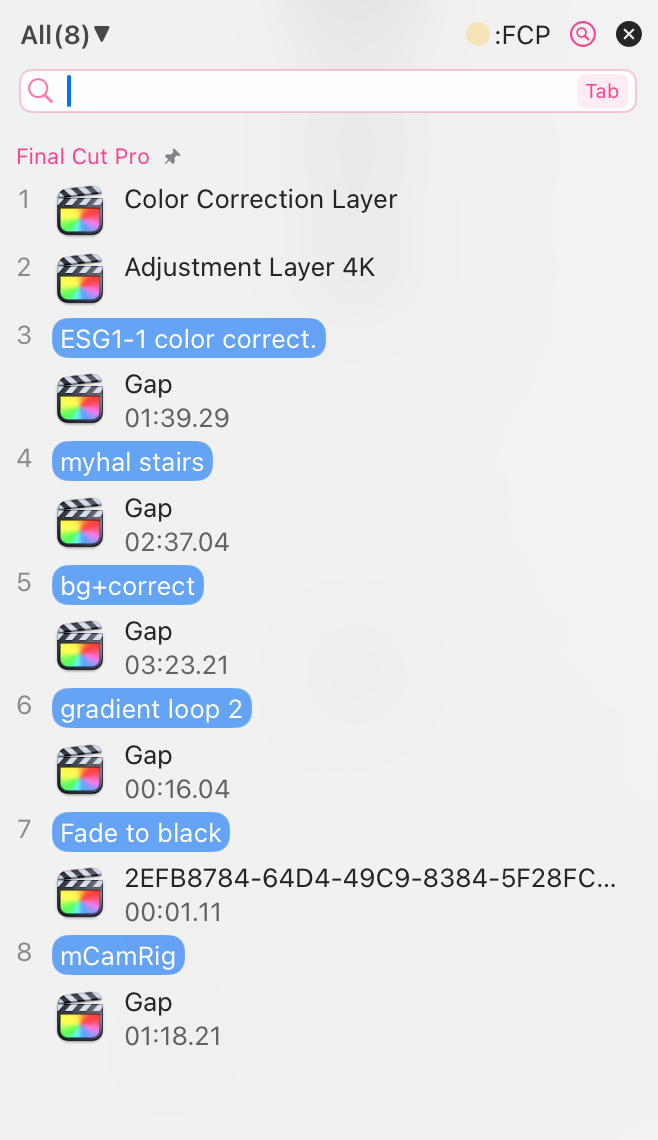 All(8)▼ :FCP
Tab
Final Cut Pro
1 Color Correction Layer
2 Adjustment Layer 4K
3 ESG1-1 color correct.
Gap
01:39.29
4 myhal stairs
Gap
02:37.04
5 bg+correct
Gap
03:23.21
6 gradient loop 2
Gap
00:16.04
7 Fade to black
2EFB8784-64D4-49C9-8384-5F28FC...
00:01.11
8 mCamRig
Gap
01:18.21